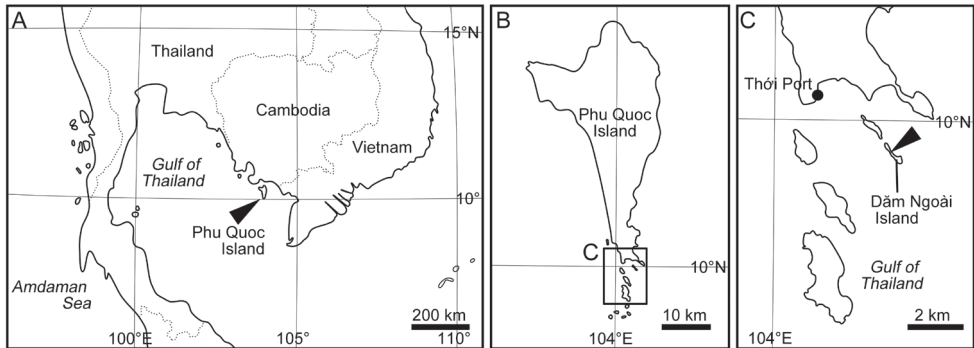 A
15°N
Thailand
Cambodia
Vietnam
Gulf of
Thailand
10°
Phu Quoc
Island
Amdaman
Sea
200 km
100°E
105°
110°
B
Phu Quoc
Island
C
10°N
10 km
104°E
C
Thới Port
10°N
Dăm Ngoài
Island
Gulf of
Thailand
2 km
104°E